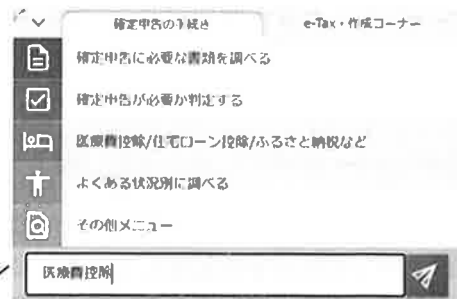 確定申告の手続き
e-Tax・作成コーナー
確定申告に必要な書類を調べる
確定申告が必要か判定する
医療費控除/住宅ローン控除/ふるさと納税など
よくある状況別に調べる
その他メニュー
医療費控除